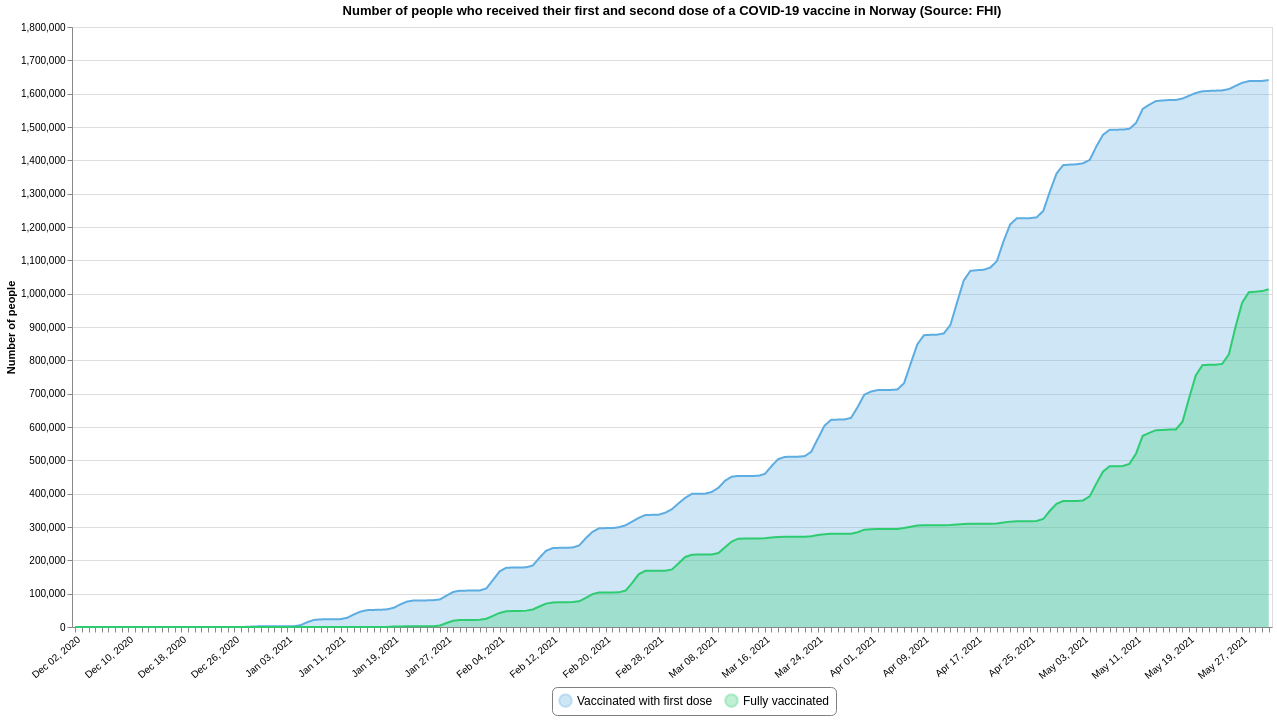 Number of people who received their first and second dose of a COVID-19 vaccine in Norway (Source: FHI)
Number of people
1,800,000
1,700,000
1,600,000
1,500,000
1,400,000
1,300,000
1,200,000
1,100,000
1,000,000
900,000
800,000
700,000
600,000
500,000
400,000
300,000
200,000
100,000
0
Dec 02, 2020
Dec 10, 2020
Dec 18, 2020
Dec 26, 2020
Jan 03, 2021
Jan 11, 2021
Jan 19, 2021
Jan 27, 2021
Feb 04, 2021
Feb 12, 2021
Feb 20, 2021
Feb 28, 2021
Mar 08, 2021
Mar 16, 2021
Mar 24, 2021
Apr 01, 2021
Apr 09, 2021
Apr 17, 2021
Apr 25, 2021
May 03, 2021
May 11, 2021
May 19, 2021
May 27, 2021
Vaccinated with first dose
Fully vaccinated